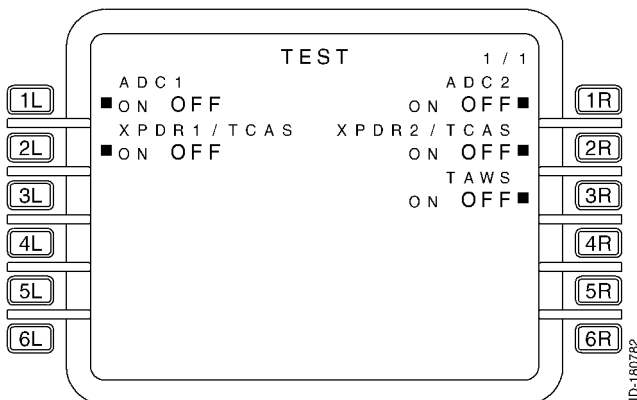 TEST 1/1
ADC1 ADC2
1L ■ON OFF ON OFF■ 1R
XPDR1/TCAS XPDR2/TCAS
2L ■ON OFF ON OFF■ 2R
TAWS
3L ON OFF■ 3R
4L 4R
5L 5R
6L 6R
ID-180782